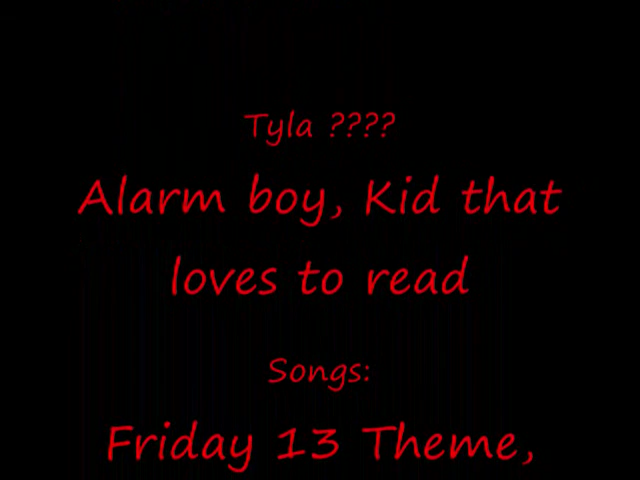 Tyla ????
Alarm boy, Kid that
loves to read
Songs:
Friday 13 Theme,